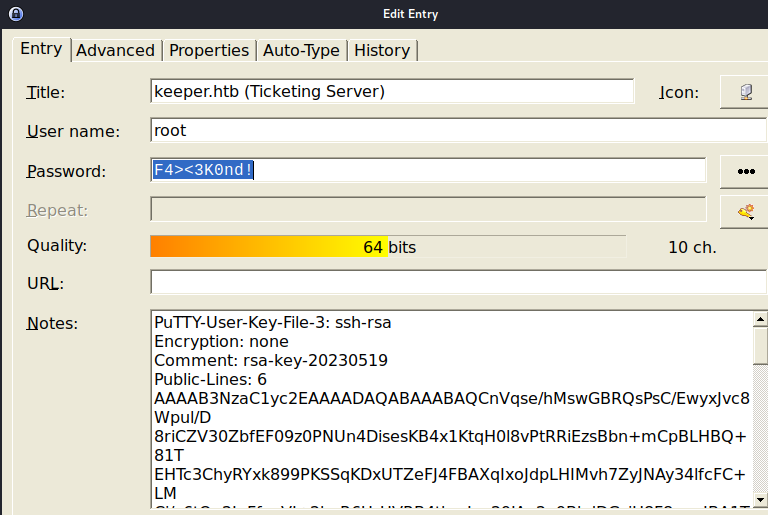 Edit Entry
Entry Advanced Properties Auto-Type History
Title: keeper.htb (Ticketing Server) Icon:
User name: root
Password: F4><3K0nd!
Repeat:
Quality: 64 bits 10 ch.
URL:
Notes: PuTTY-User-Key-File-3: ssh-rsa
Encryption: none
Comment: rsa-key-20230519
Public-Lines: 6
AAAAB3NzaC1yc2EAAAADAQABAAABAQCnVqse/hMswGBRQsPsC/EwyxJvc8
Wpul/D
8riCZV30ZbfEF09z0PNUn4DisesKB4x1KtqH0l8vPtRRiEzsBbn+mCpBLHBQ+
81T
EHTc3ChyRYxk899PKSSqKDxUTZeFJ4FBAXqIxoJdpLHIMvh7ZyJNAy34lfcFC+
LM